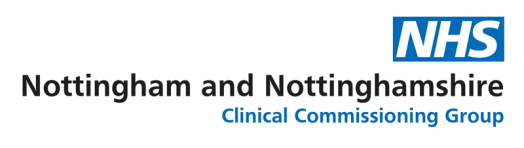 NHS
Nottingham and Nottinghamshire
Clinical Commissioning Group